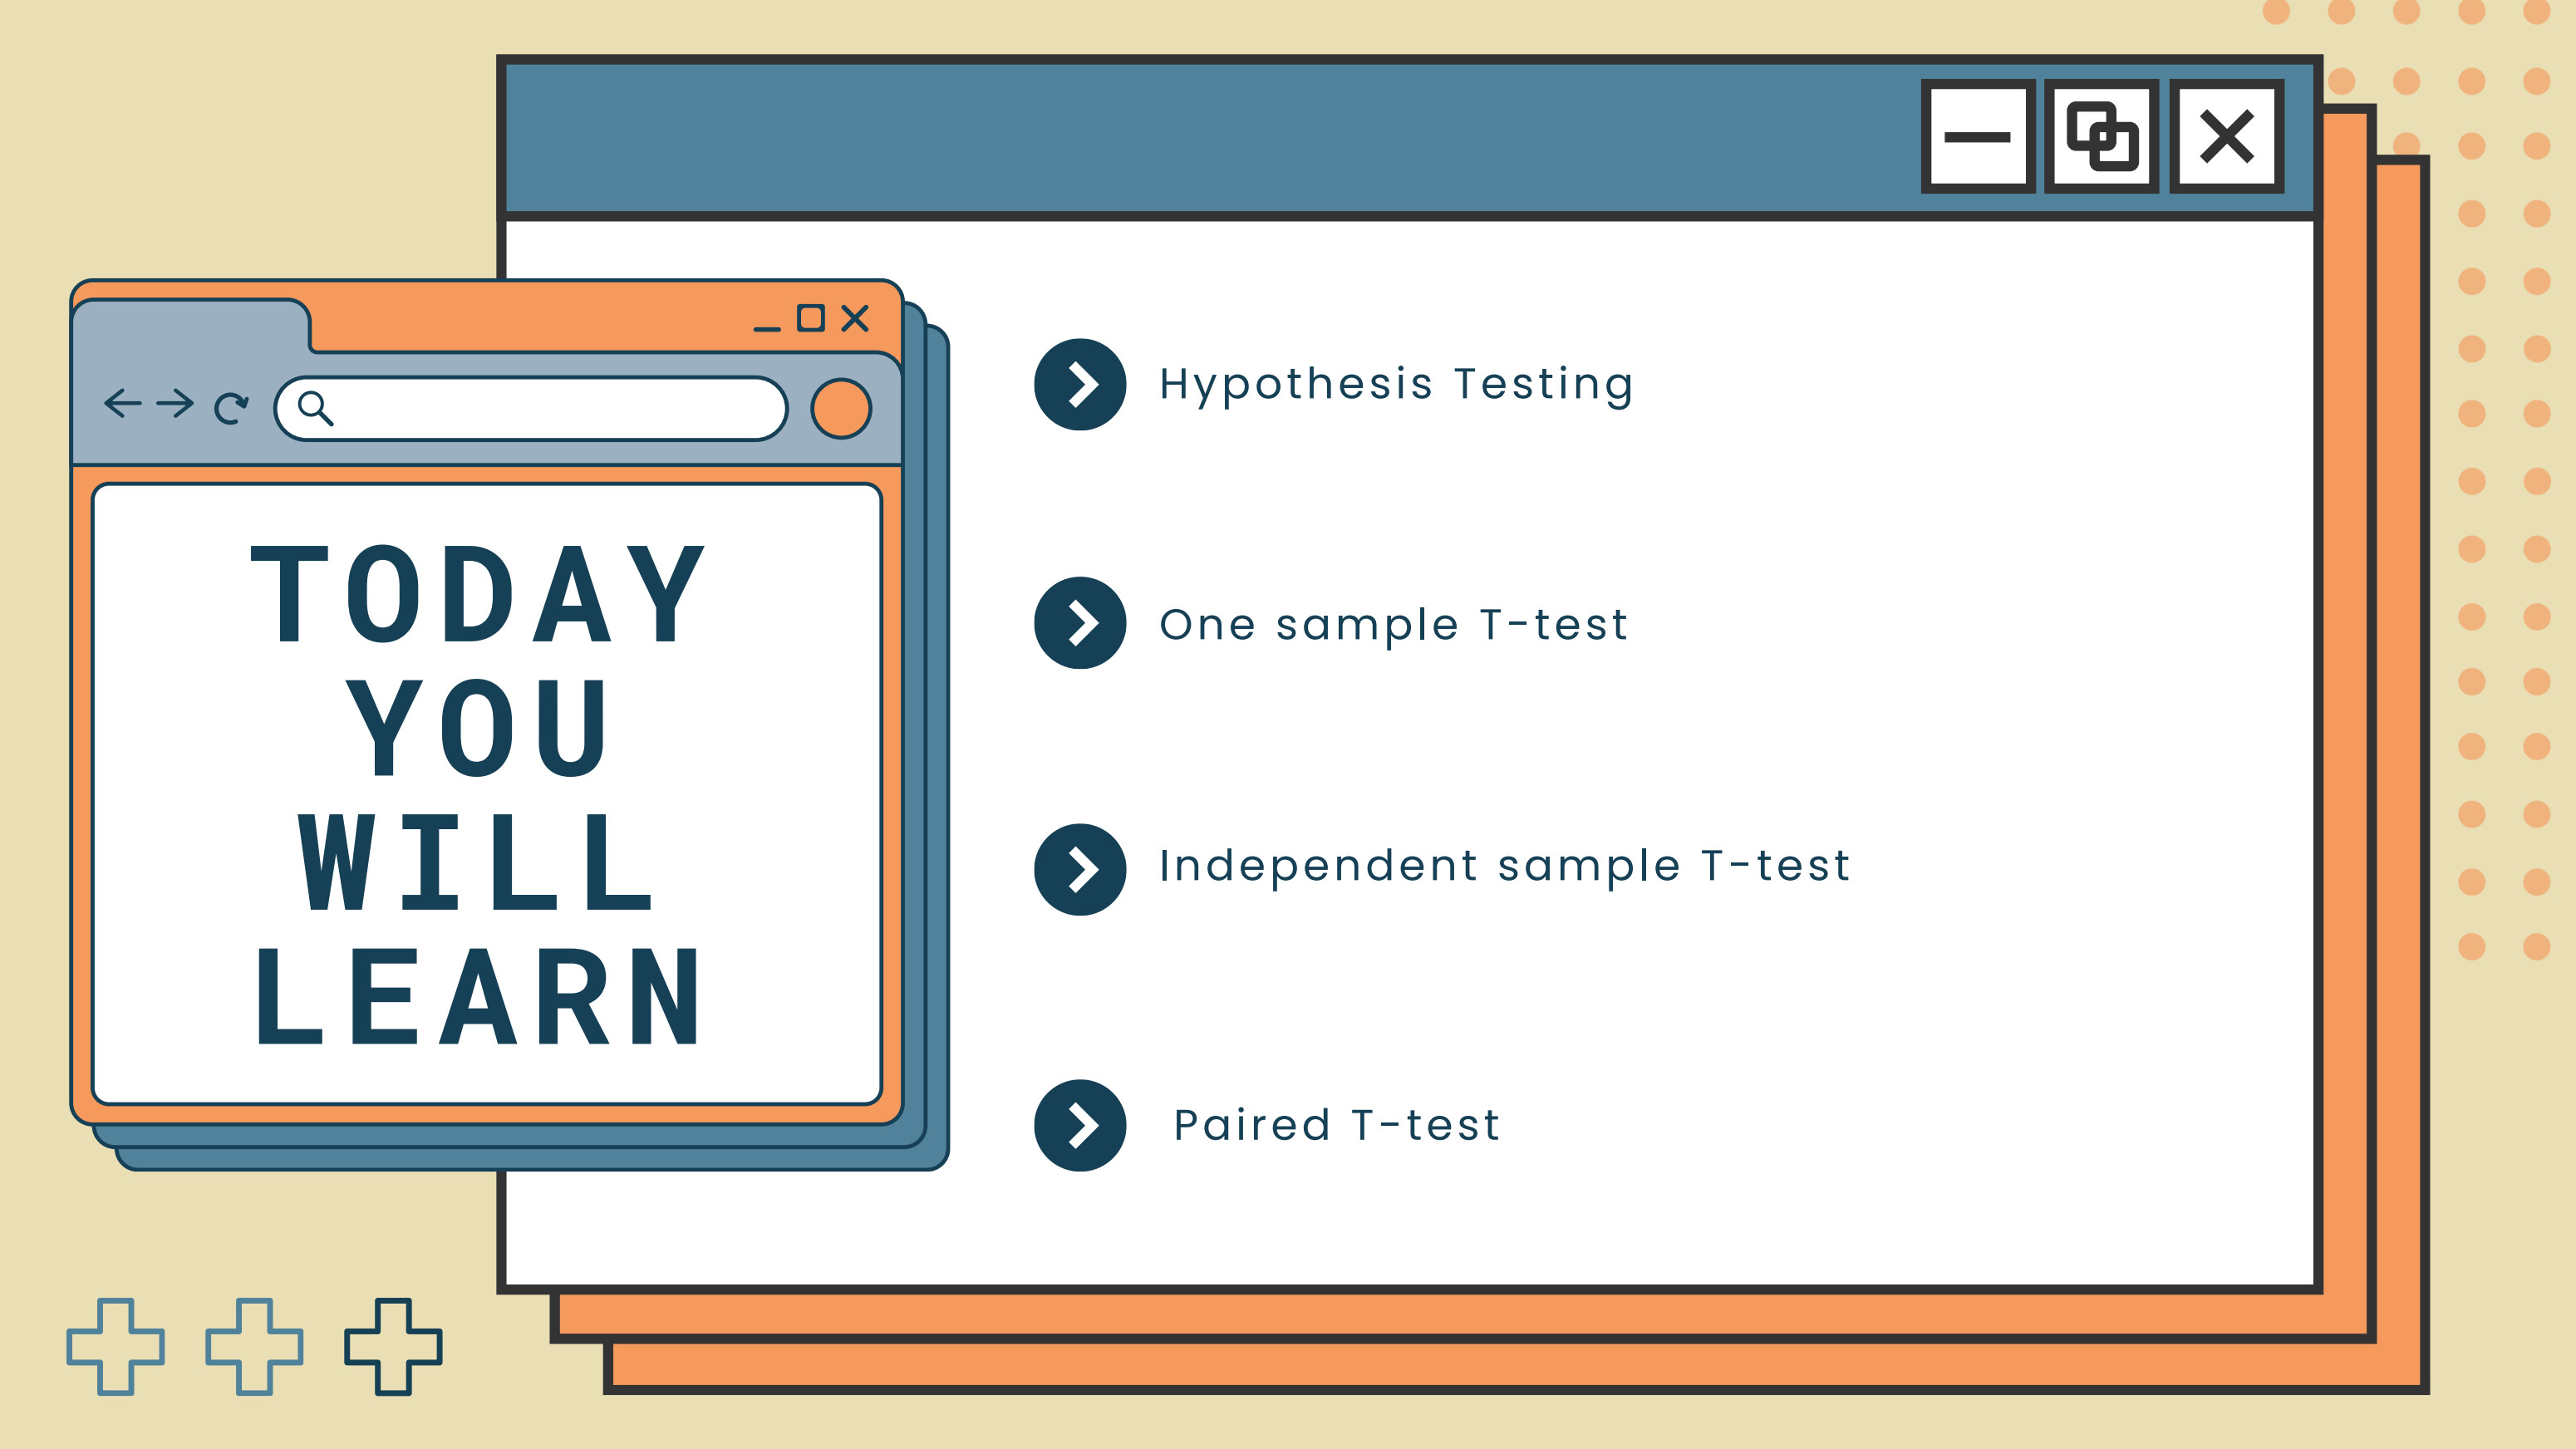 TODAY
YOU
WILL
LEARN
Hypothesis Testing
One sample T-test
Independent sample T-test
Paired T-test